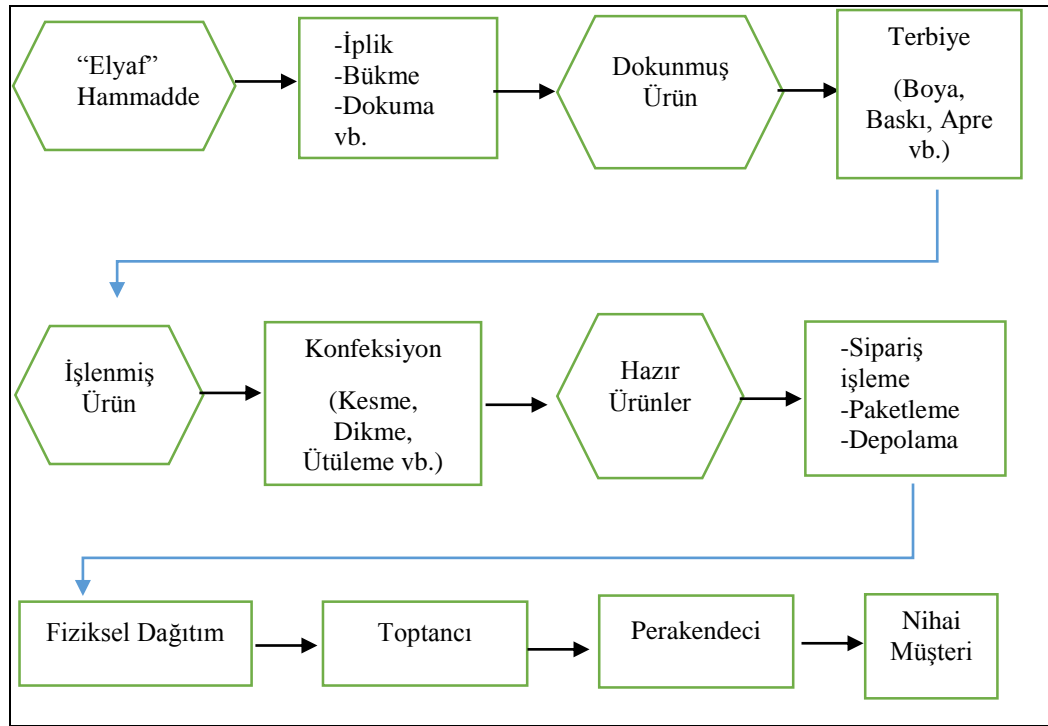 “Elyaf”
Hammadde
-İplik
-Bükme
-Dokuma
vb.
Dokunmuş
Ürün
Terbiye
(Boya,
Baskı, Apre
vb.)
İşlenmiş
Ürün
Konfeksiyon
(Kesme,
Dikme,
Ütüleme vb.)
Hazır
Ürünler
-Sipariş
işleme
-Paketleme
-Depolama
Fiziksel Dağıtım
Toptancı
Perakendeci
Nihai
Müşteri